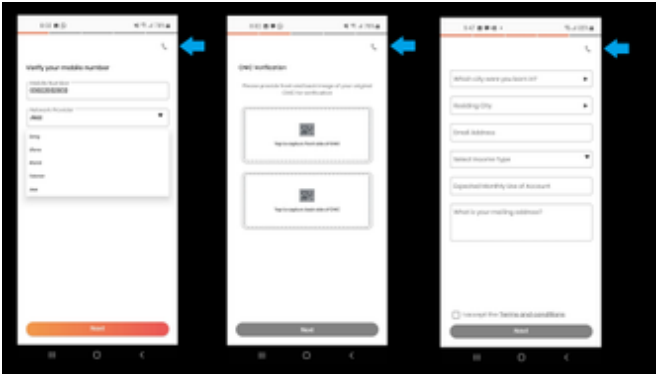 Verify your mobile number
Mobile Number
Network Provider
Next
CNIC Verification
Please provide front and back image of your original
CNIC for verification
Tap to capture front side of CNIC
Tap to capture back side of CNIC
Next
Which city were you born in?
Residing City
Email Address
Select Income Type
Expected Monthly Use of Account
What is your mailing address?
I accept the Terms and conditions
Next